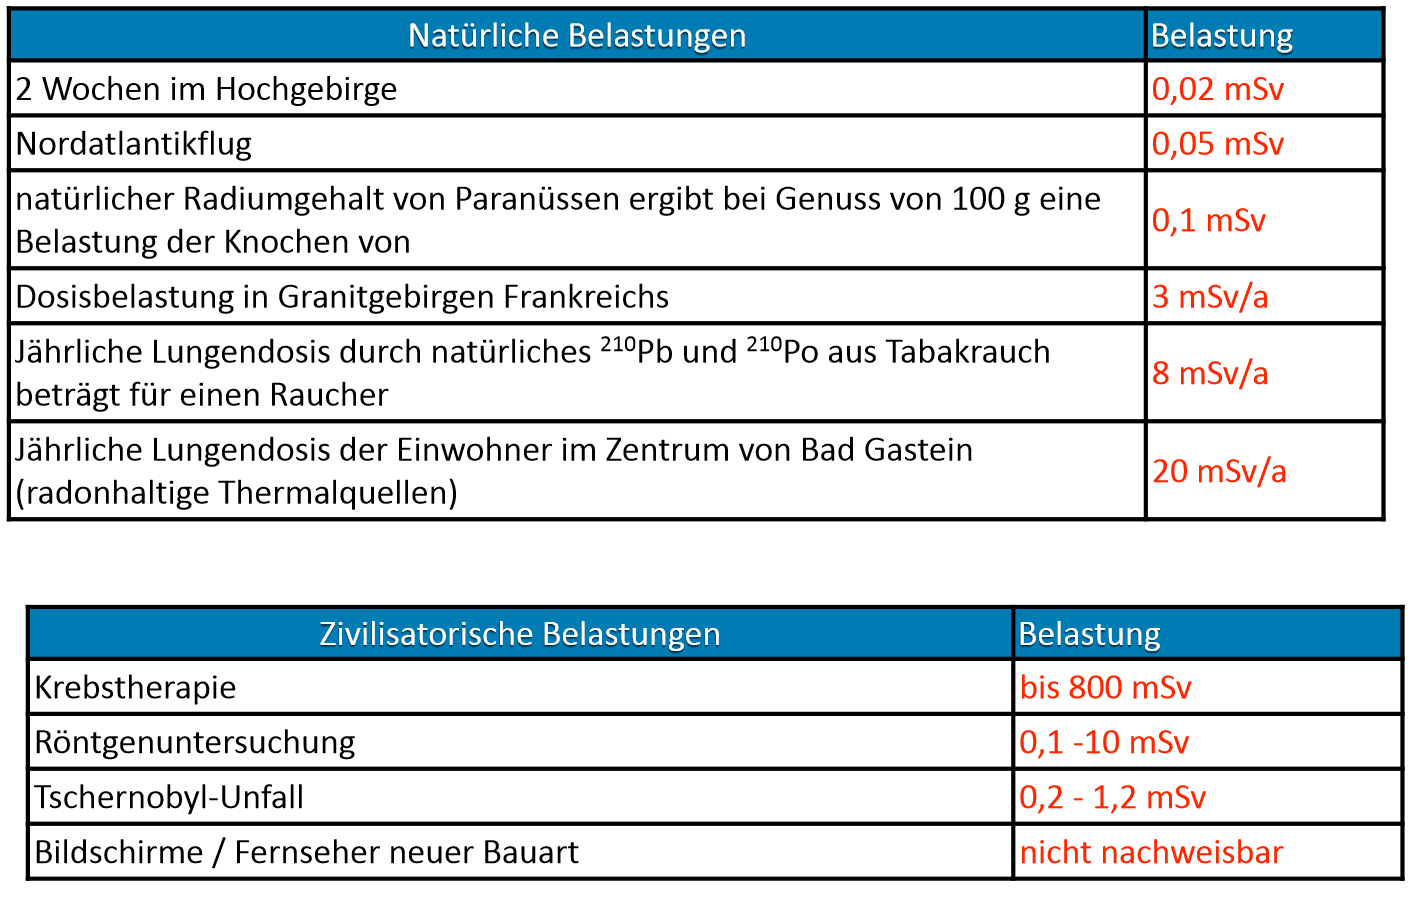 Natürliche Belastungen Belastung
2 Wochen im Hochgebirge 0,02 mSv
Nordatlantikflug 0,05 mSv
natürlicher Radiumgehalt von Paranüssen ergibt bei Genuss von 100 g eine
Belastung der Knochen von 0,1 mSv
Dosisbelastung in Granitgebirgen Frankreichs 3 mSv/a
Jährliche Lungendosis durch natürliches ²¹⁰Pb und ²¹⁰Po aus Tabakrauch
beträgt für einen Raucher 8 mSv/a
Jährliche Lungendosis der Einwohner im Zentrum von Bad Gastein
(radonhaltige Thermalquellen) 20 mSv/a
Zivilisatorische Belastungen Belastung
Krebstherapie bis 800 mSv
Röntgenuntersuchung 0,1 -10 mSv
Tschernobyl-Unfall 0,2 - 1,2 mSv
Bildschirme / Fernseher neuer Bauart nicht nachweisbar